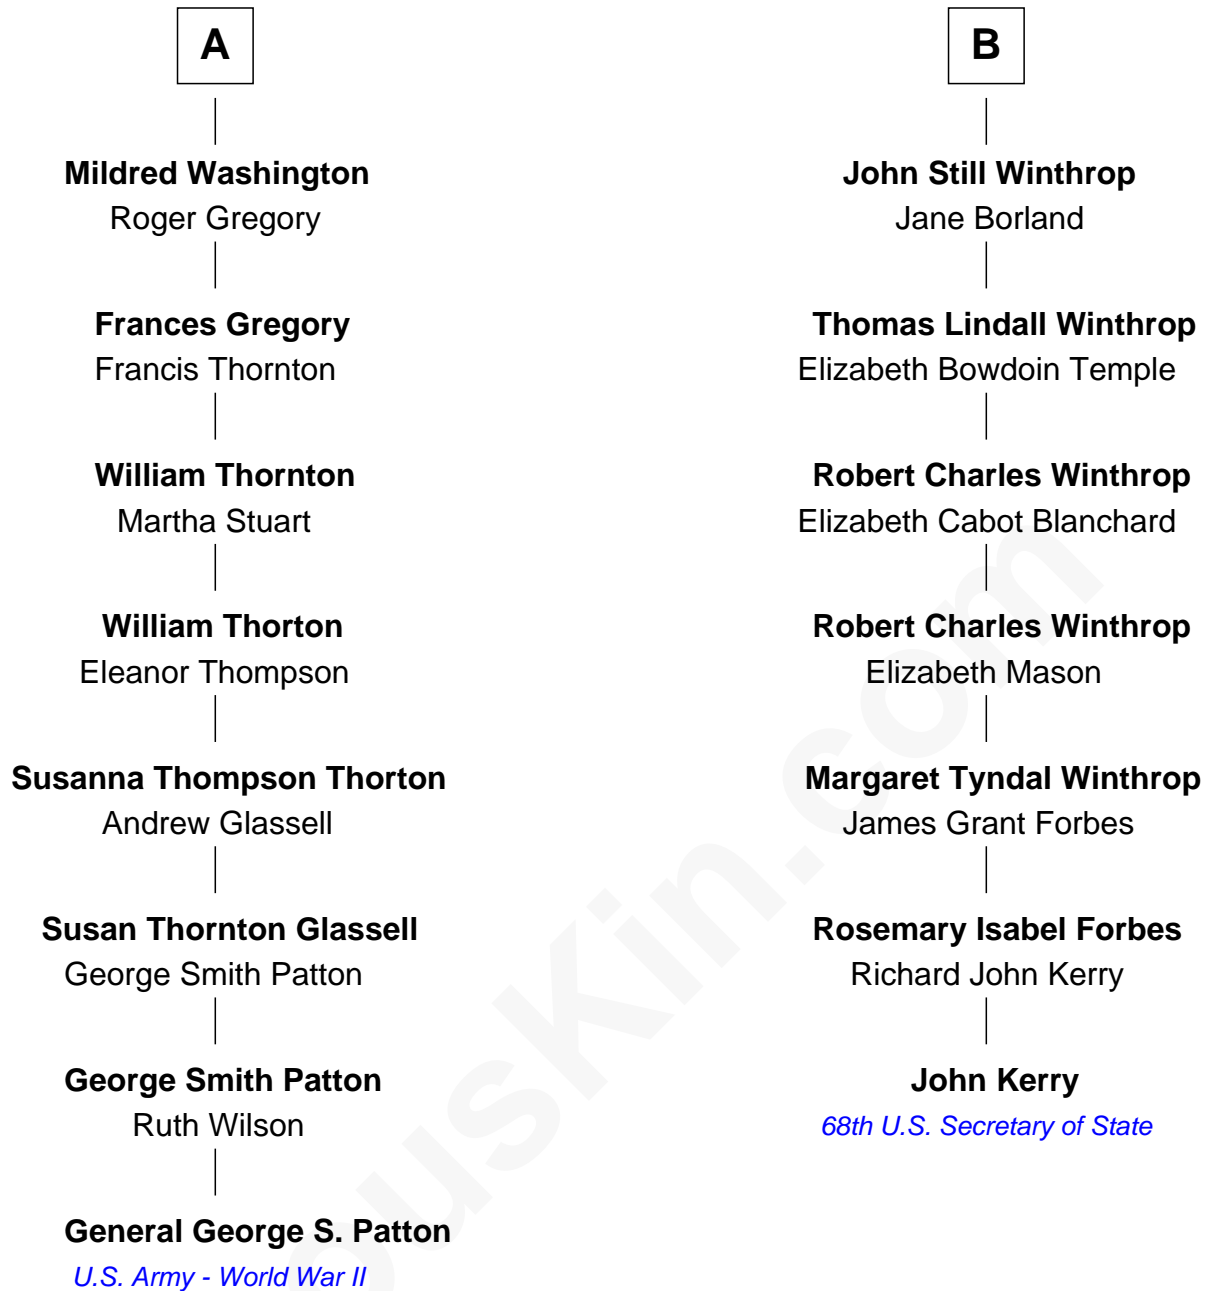 A
Mildred Washington
Roger Gregory
Frances Gregory
Francis Thornton
William Thornton
Martha Stuart
William Thorton
Eleanor Thompson
Susanna Thompson Thorton
Andrew Glassell
Susan Thornton Glassell
George Smith Patton
George Smith Patton
Ruth Wilson
General George S. Patton
U.S. Army - World War II
B
John Still Winthrop
Jane Borland
Thomas Lindall Winthrop
Elizabeth Bowdoin Temple
Robert Charles Winthrop
Elizabeth Cabot Blanchard
Robert Charles Winthrop
Elizabeth Mason
Margaret Tyndal Winthrop
James Grant Forbes
Rosemary Isabel Forbes
Richard John Kerry
John Kerry
68th U.S. Secretary of State
ousKin.com